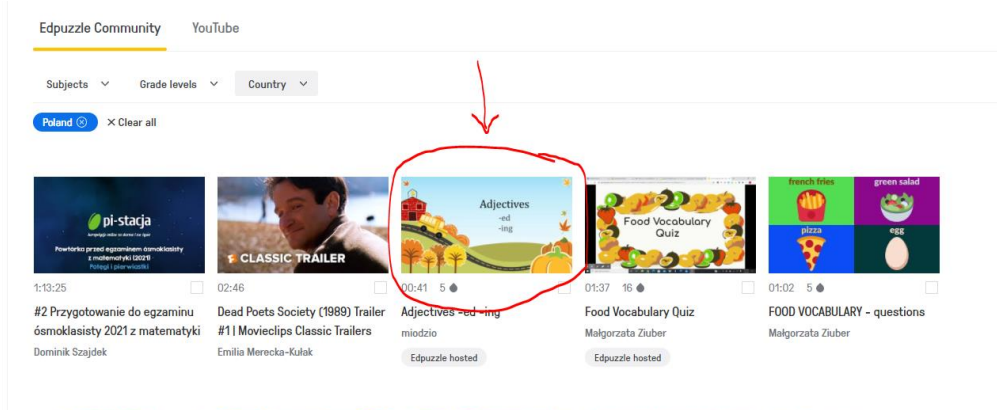 Edpuzzle Community YouTube
Subjects Grade levels Country
Poland Clear all
pi-stacja
Powtórka przed egzaminem ósmoklasisty
z matematyki (2021)
Potęgi i pierwiastki
CLASSIC TRAILER
Adjectives
-ed
-ing
Food Vocabulary
Quiz
french fries green salad
pizza egg
1:13:25
#2 Przygotowanie do egzaminu
ósmoklasisty 2021 z matematyki
Dominik Szajdek
02:46
Dead Poets Society (1989) Trailer
#1 | Movieclips Classic Trailers
Emilia Merecka-Kułak
00:41 5
Adjectives -ed -ing
miodzio
Edpuzzle hosted
01:37 16
Food Vocabulary Quiz
Małgorzata Ziuber
Edpuzzle hosted
01:02 5
FOOD VOCABULARY - questions
Małgorzata Ziuber